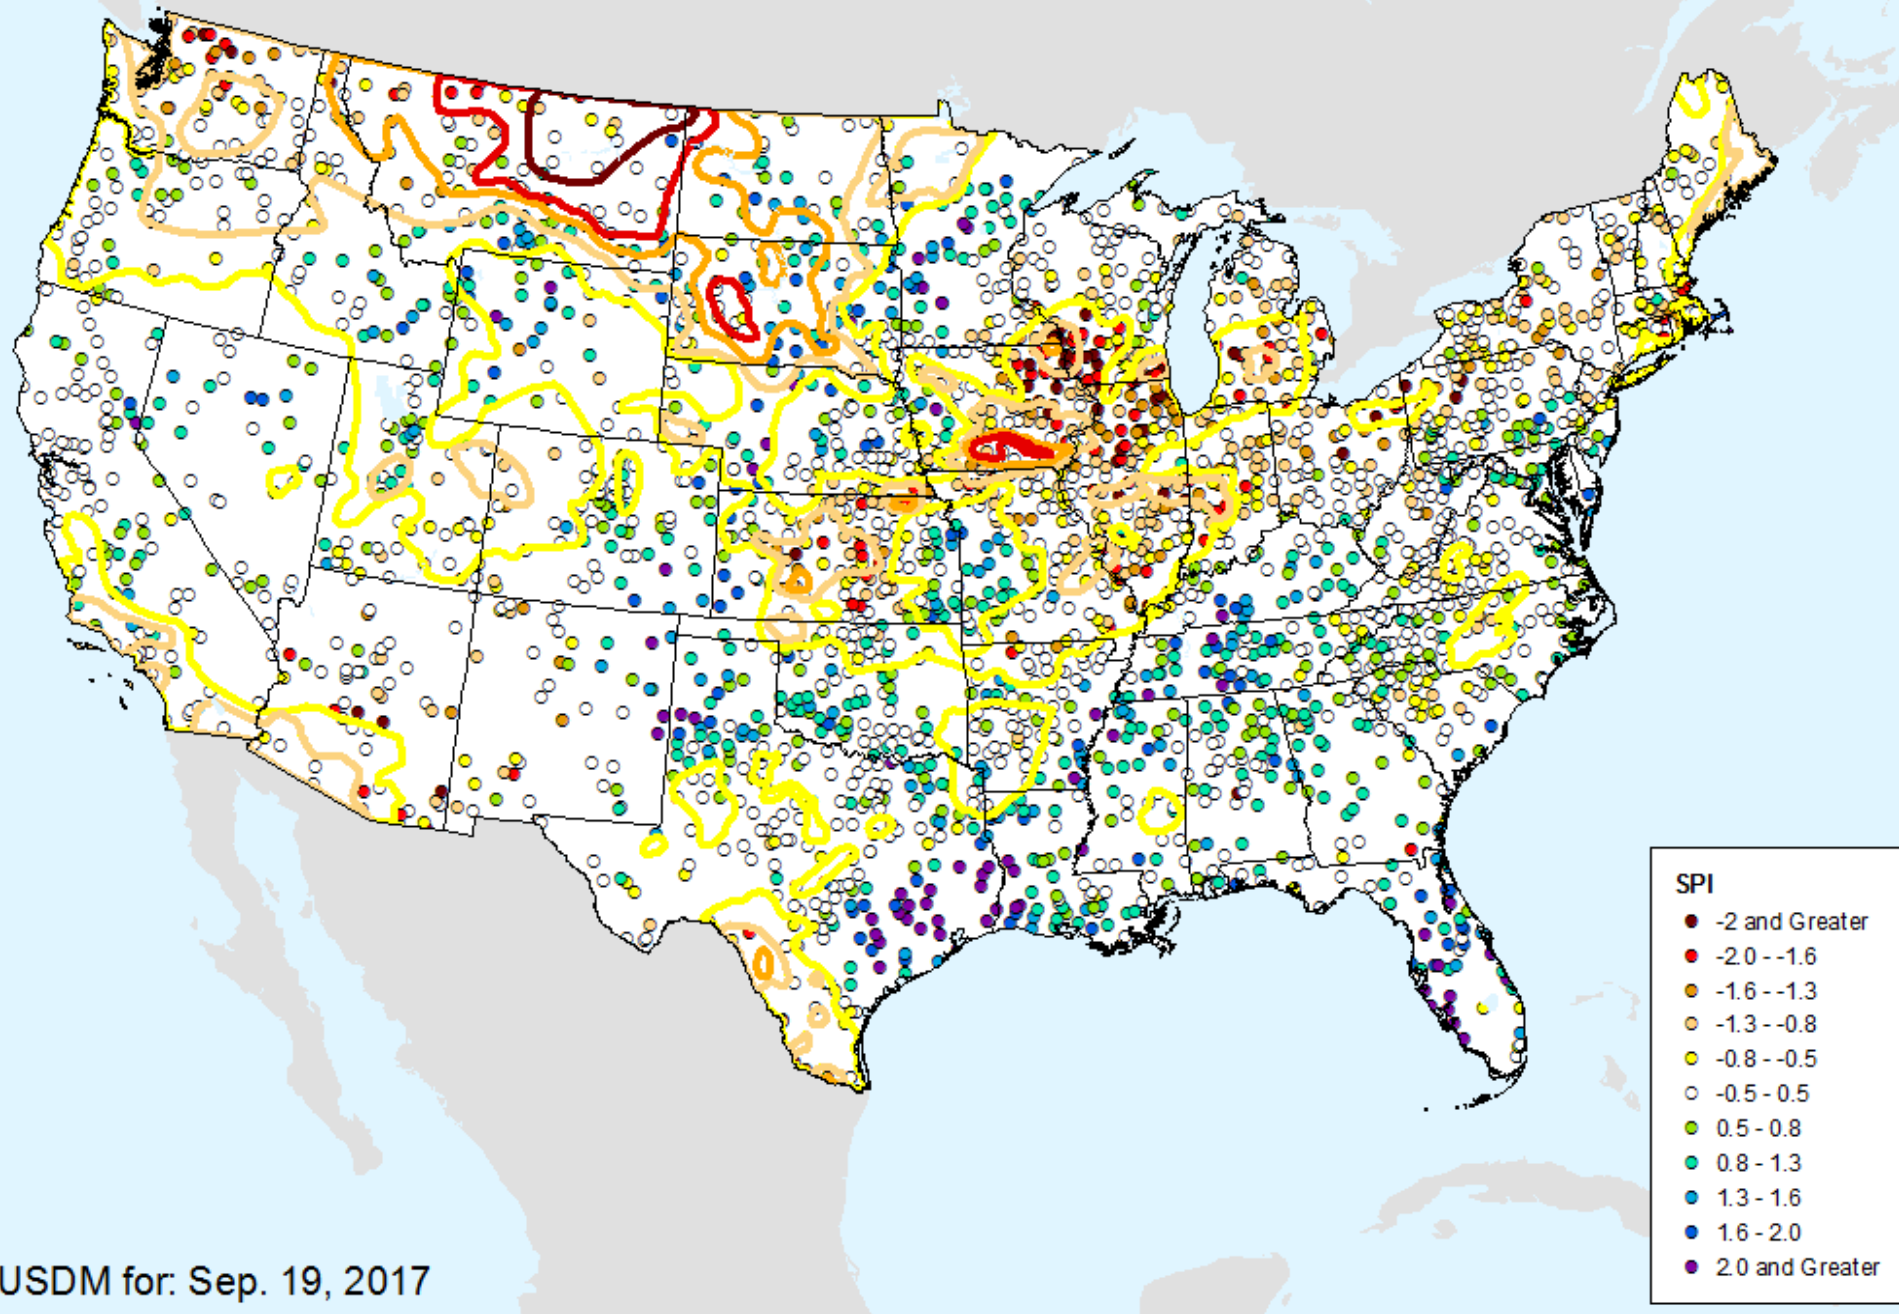 SPI
-2 and Greater
-2.0 - -1.6
-1.6 - -1.3
-1.3 - -0.8
-0.8 - -0.5
-0.5 - 0.5
0.5 - 0.8
0.8 - 1.3
1.3 - 1.6
1.6 - 2.0
2.0 and Greater
USDM for: Sep. 19, 2017